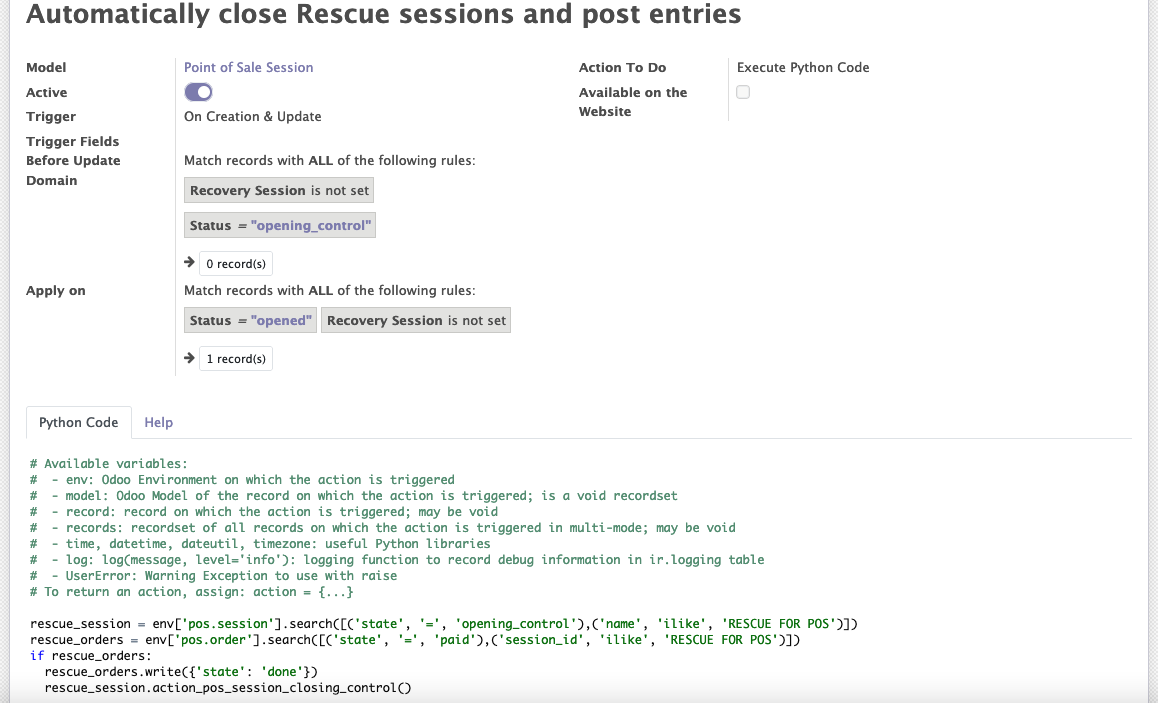 Automatically close Rescue sessions and post entries
Model
Point of Sale Session
Active
Trigger
On Creation & Update
Trigger Fields
Before Update
Domain
Match records with ALL of the following rules:
Recovery Session is not set
Status = "opening_control"
0 record(s)
Apply on
Match records with ALL of the following rules:
Status = "opened" Recovery Session is not set
1 record(s)
Action To Do
Execute Python Code
Available on the
Website
Python Code Help
# Available variables:
#  - env: Odoo Environment on which the action is triggered
#  - model: Odoo Model of the record on which the action is triggered; is a void recordset
#  - record: record on which the action is triggered; may be void
#  - records: recordset of all records on which the action is triggered in multi-mode; may be void
#  - time, datetime, dateutil, timezone: useful Python libraries
#  - log: log(message, level='info'): logging function to record debug information in ir.logging table
#  - UserError: Warning Exception to use with raise
# To return an action, assign: action = {...}
rescue_session = env['pos.session'].search([('state', '=', 'opening_control'),('name', 'ilike', 'RESCUE FOR POS')])
rescue_orders = env['pos.order'].search([('state', '=', 'paid'),('session_id', 'ilike', 'RESCUE FOR POS')])
if rescue_orders:
  rescue_orders.write({'state': 'done'})
  rescue_session.action_pos_session_closing_control()